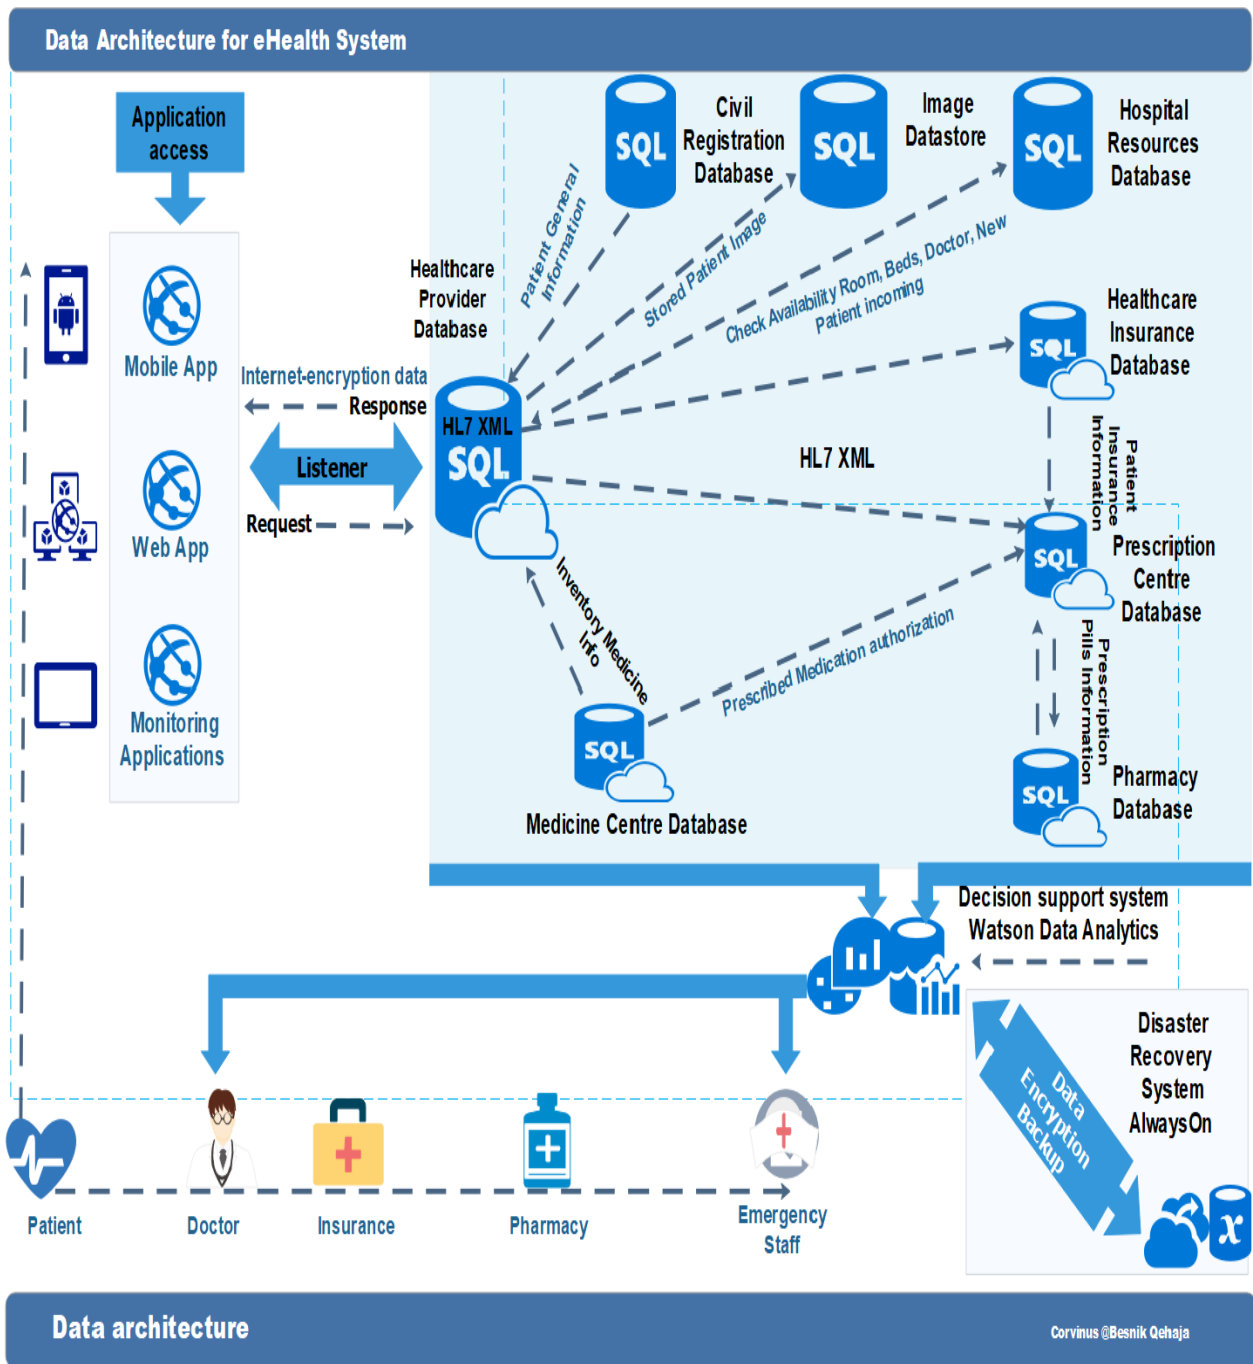 Data Architecture for eHealth System
Application
access
Mobile App
Web App
Monitoring
Applications
Internet-encryption data
Response
Listener
Request
Healthcare
Provider
Database
HL7 XML
SQL
SQL
Civil
Registration
Database
SQL
Image
Datastore
SQL
Hospital
Resources
Database
Patient General
Information
Stored Patient Image
Check Availability Room, Beds, Doctor, New
Patient incoming
SQL
Healthcare
Insurance
Database
HL7 XML
Patient
Insurance
Information
SQL
Prescription
Centre
Database
Inventory Medicine
Info
Prescribed Medication authorization
Prescription
Pills Information
SQL
Medicine Centre Database
SQL
Pharmacy
Database
Decision support system
Watson Data Analytics
Data
Encryption
Backup
Disaster
Recovery
System
AlwaysOn
x
Patient
Doctor
Insurance
Pharmacy
Emergency
Staff
Data architecture
Corvinus @Besnik Qehaja